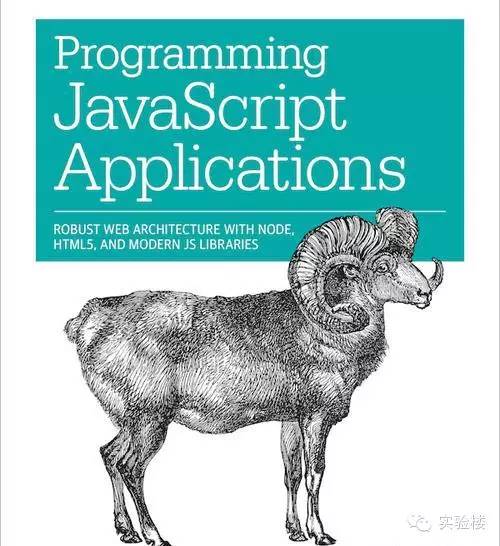 Programming
JavaScript
Applications
ROBUST WEB ARCHITECTURE WITH NODE,
HTML5, AND MODERN JS LIBRARIES
实验楼